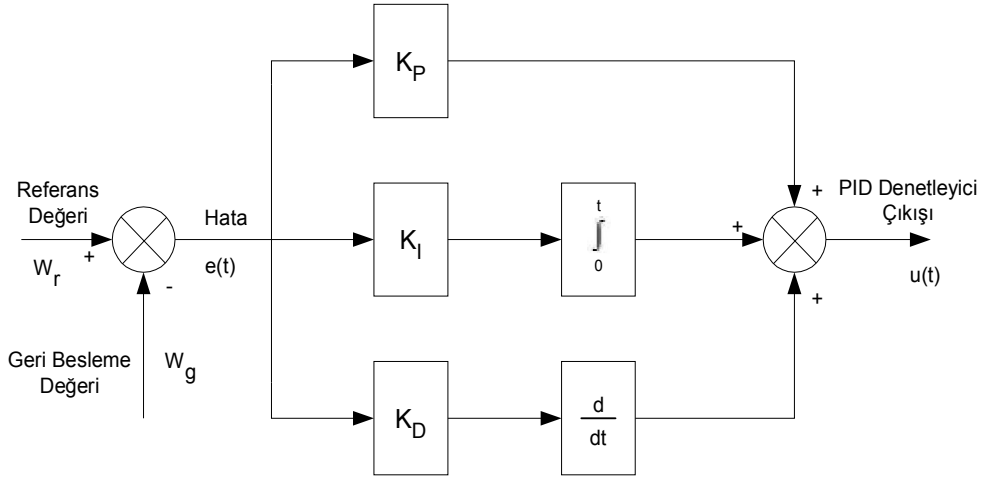 K_P
Referans
Değeri
+
W_r
Hata
e(t)
-
Geri Besleme
Değeri
W_g
K_I
t
∫
0
+
K_D
d
dt
+
+
PID Denetleyici
Çıkışı
u(t)